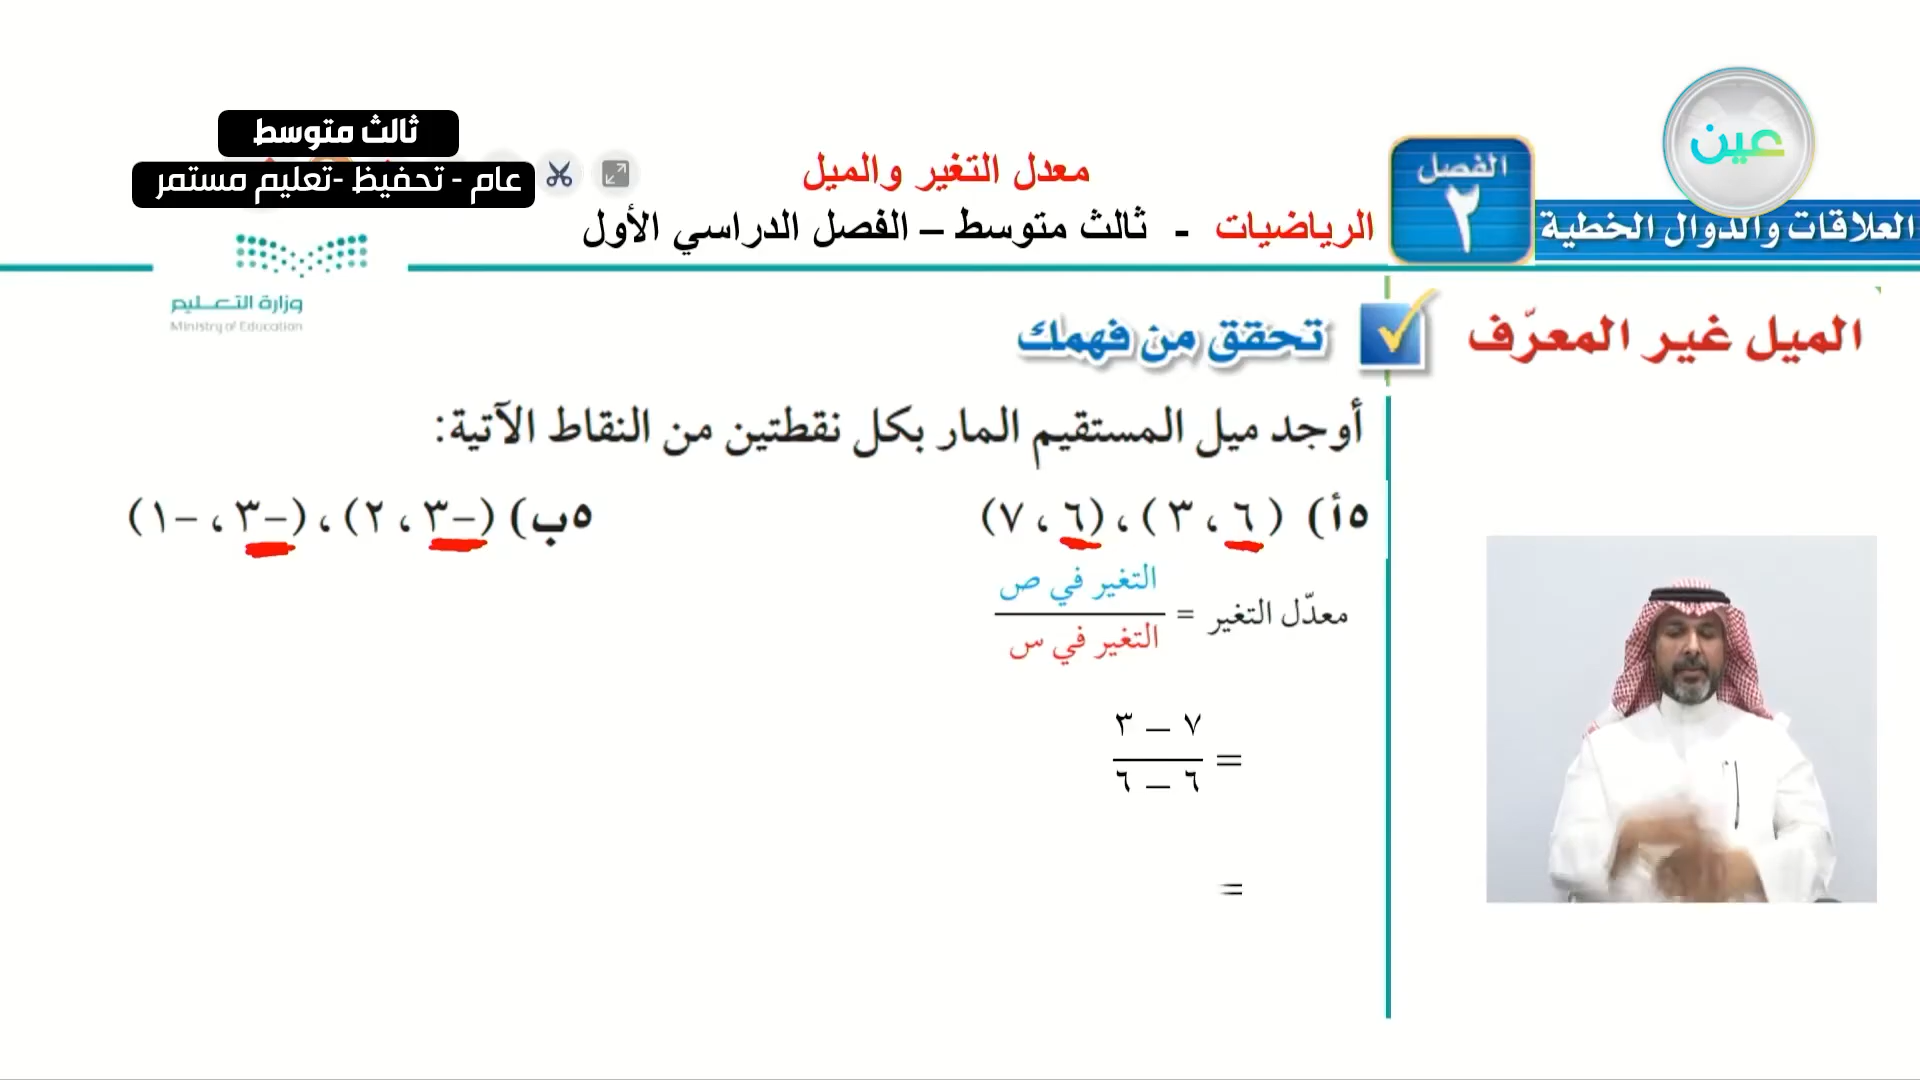 ثالث متوسط
عام - تحفيظ -تعليم مستمر
معدل التغير والميل
الرياضيات - ثالث متوسط – الفصل الدراسي الأول
الفصل
٢
عين
العلاقات والدوال الخطية
وزارة التعليم
Ministry of Education
الميل غير المعرّف
تحقق من فهمك
أوجد ميل المستقيم المار بكل نقطتين من النقاط الآتية:
٥أ) (٦ ، ٣)، (٦ ، ٧)
٥ب) (–٣ ، ٢)، (–٣ ، –١)
معدّل التغير = التغير في ص
التغير في س
= ٧ – ٣
٦ – ٦
=